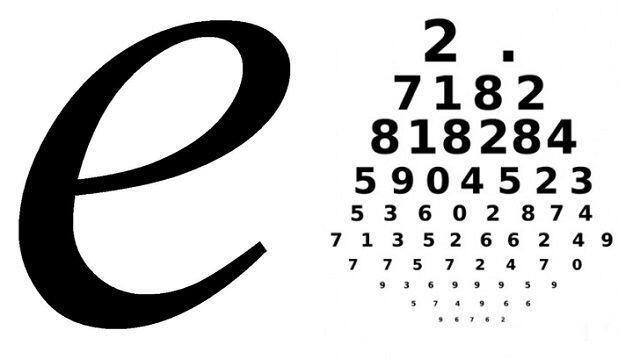 e
2 .
7182
818284
5904523
5 3 6 0 2 8 7 4
7 1 3 5 2 6 6 2 4 9
7 7 5 7 2 4 7 0
9 3 6 9 9 9 5 9
5 7 4 9 6 6
9 6 7 6 2